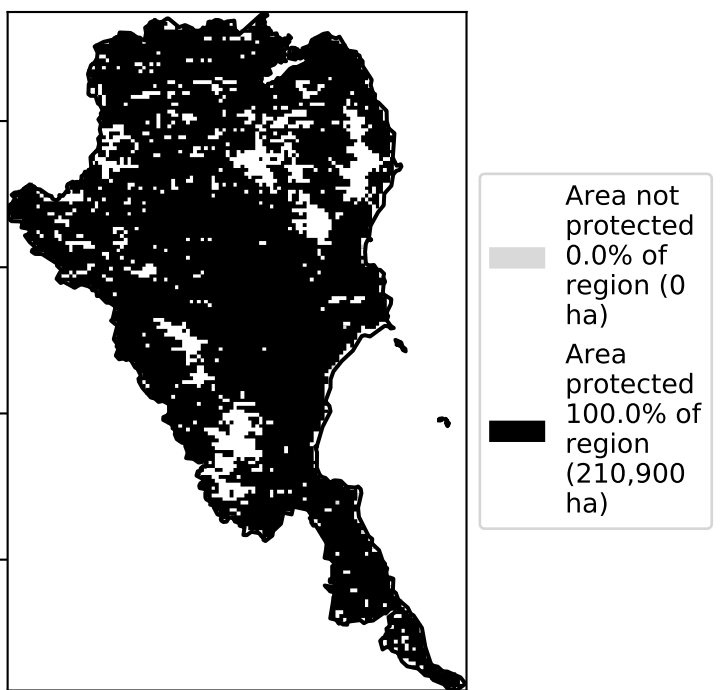 Area not
protected
0.0% of
region (0
ha)
Area
protected
100.0% of
region
(210,900
ha)